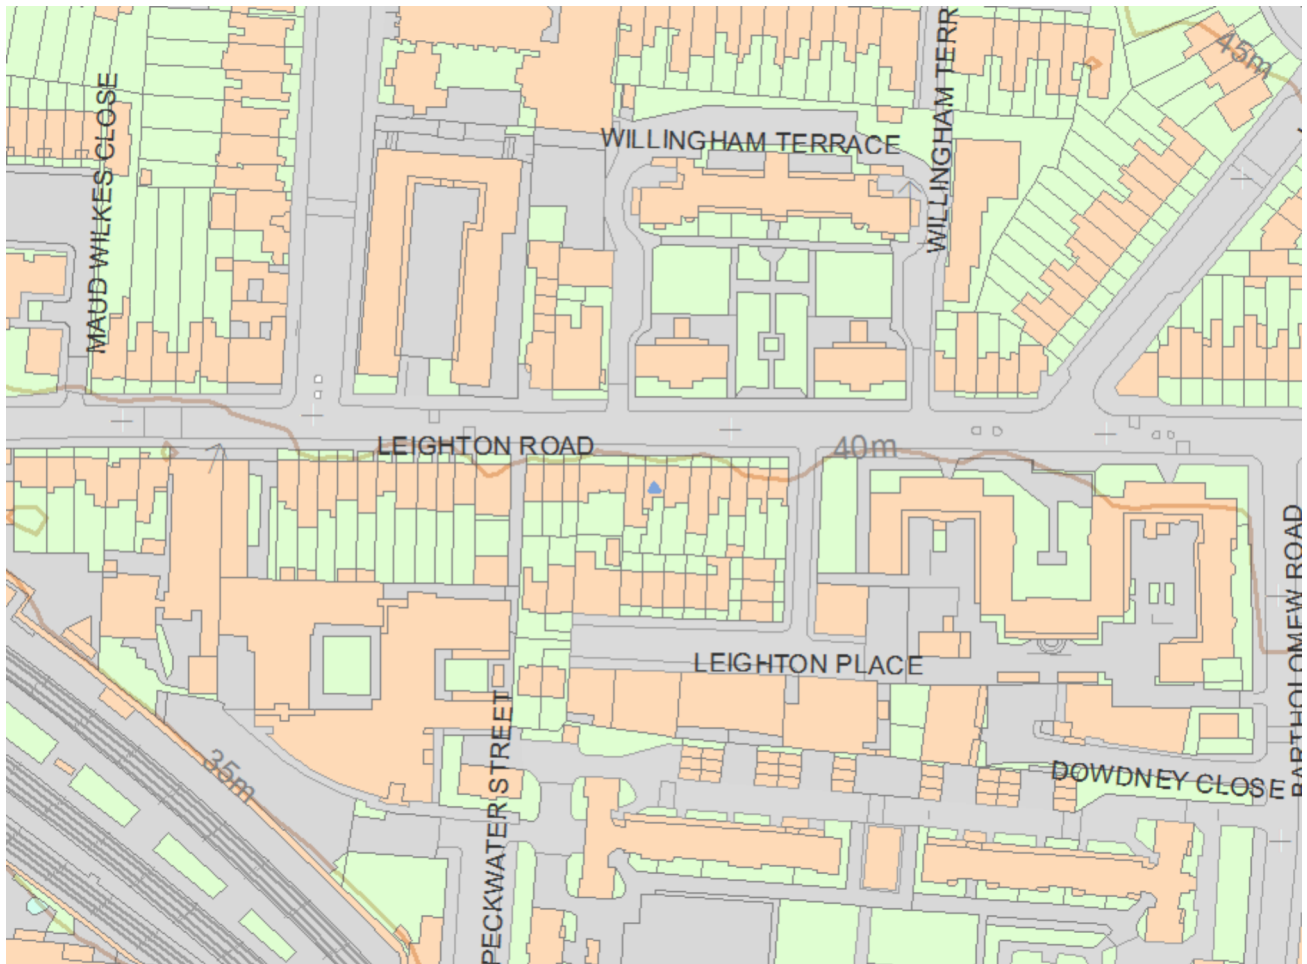 WILLINGHAM TERR
45m
MAUD WILKES CLOSE
WILLINGHAM TERRACE
LEIGHTON ROAD
40m
LEIGHTON PLACE
BARTHOLOMEW ROAD
35m
PECKWATER STREET
DOWDNEY CLOSE